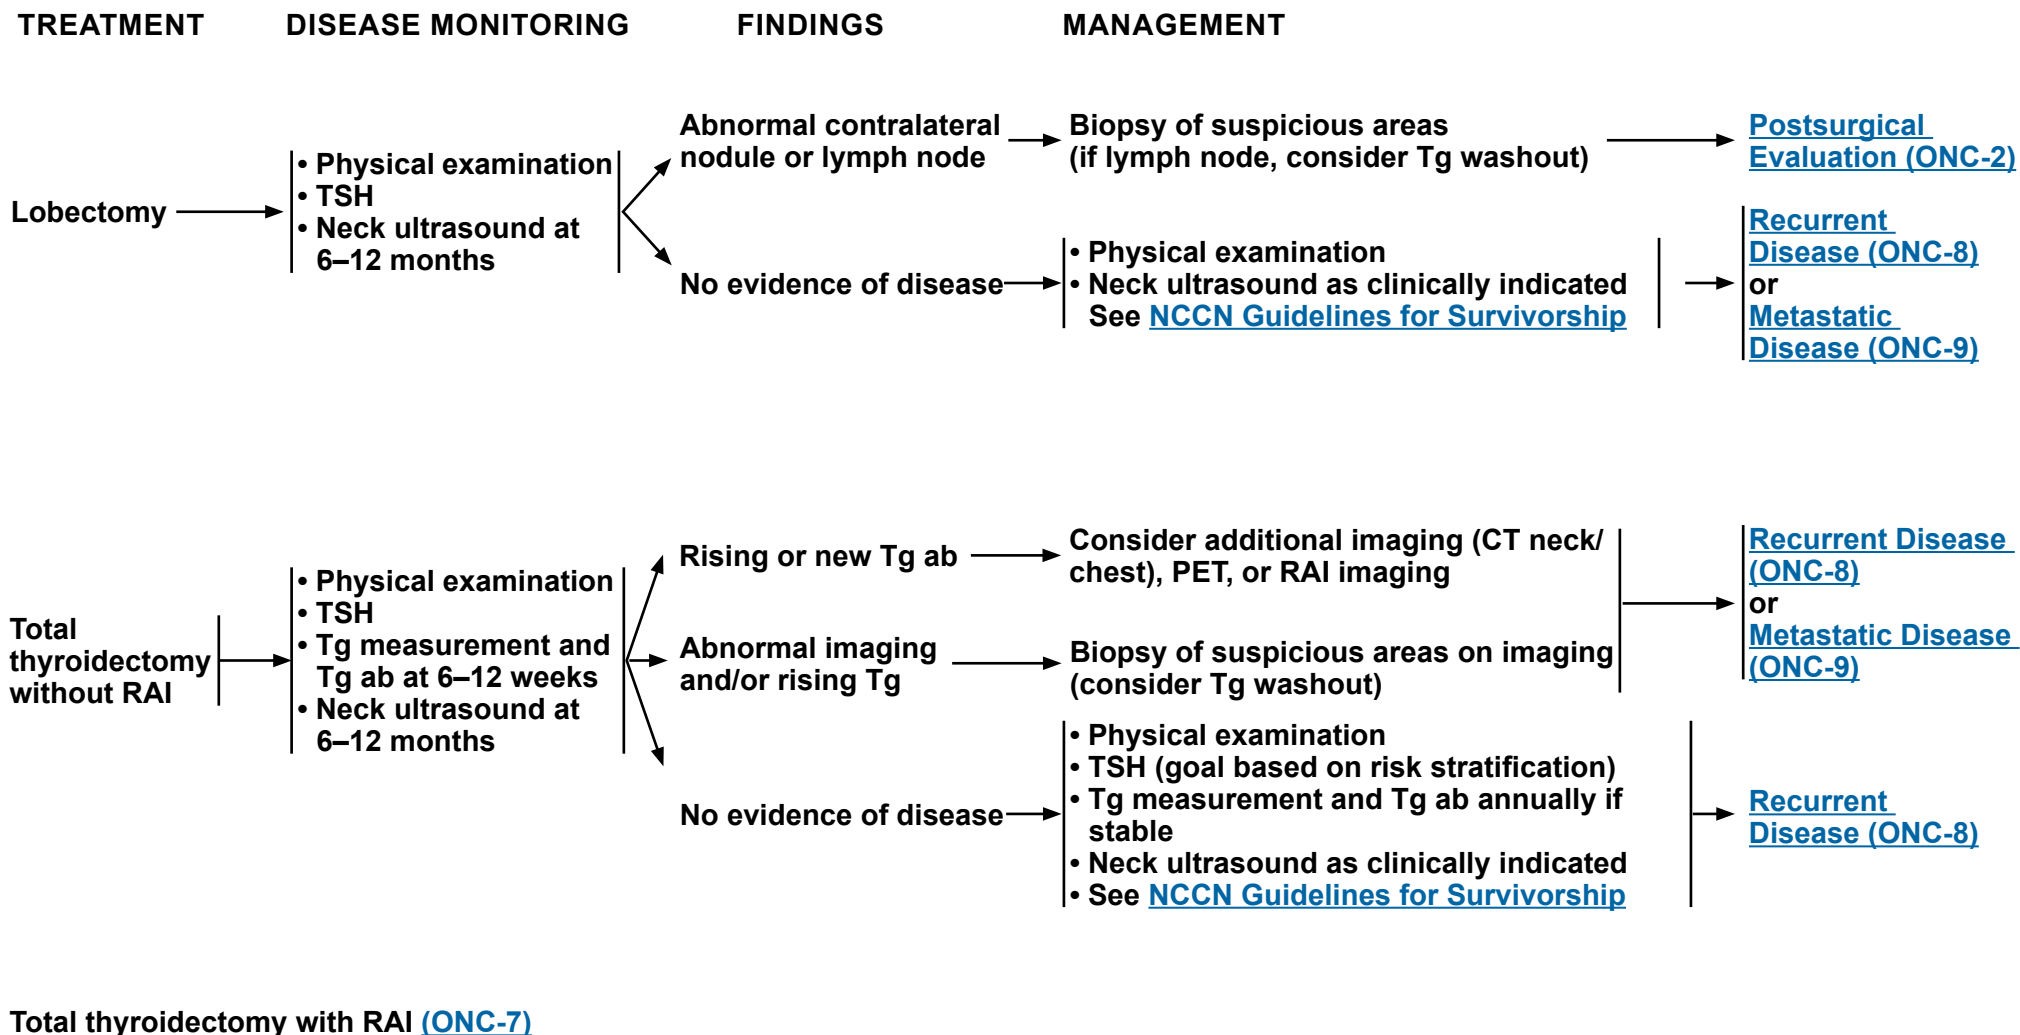 TREATMENT DISEASE MONITORING FINDINGS MANAGEMENT
Lobectomy
• Physical examination
• TSH
• Neck ultrasound at
6–12 months
Abnormal contralateral
nodule or lymph node
Biopsy of suspicious areas
(if lymph node, consider Tg washout)
Postsurgical
Evaluation (ONC-2)
No evidence of disease
• Physical examination
• Neck ultrasound as clinically indicated
See NCCN Guidelines for Survivorship
Recurrent
Disease (ONC-8)
or
Metastatic
Disease (ONC-9)
Total
thyroidectomy
without RAI
• Physical examination
• TSH
• Tg measurement and
Tg ab at 6–12 weeks
• Neck ultrasound at
6–12 months
Rising or new Tg ab
Consider additional imaging (CT neck/
chest), PET, or RAI imaging
Abnormal imaging
and/or rising Tg
Biopsy of suspicious areas on imaging
(consider Tg washout)
Recurrent Disease
(ONC-8)
or
Metastatic Disease
(ONC-9)
No evidence of disease
• Physical examination
• TSH (goal based on risk stratification)
• Tg measurement and Tg ab annually if
stable
• Neck ultrasound as clinically indicated
• See NCCN Guidelines for Survivorship
Recurrent
Disease (ONC-8)
Total thyroidectomy with RAI (ONC-7)